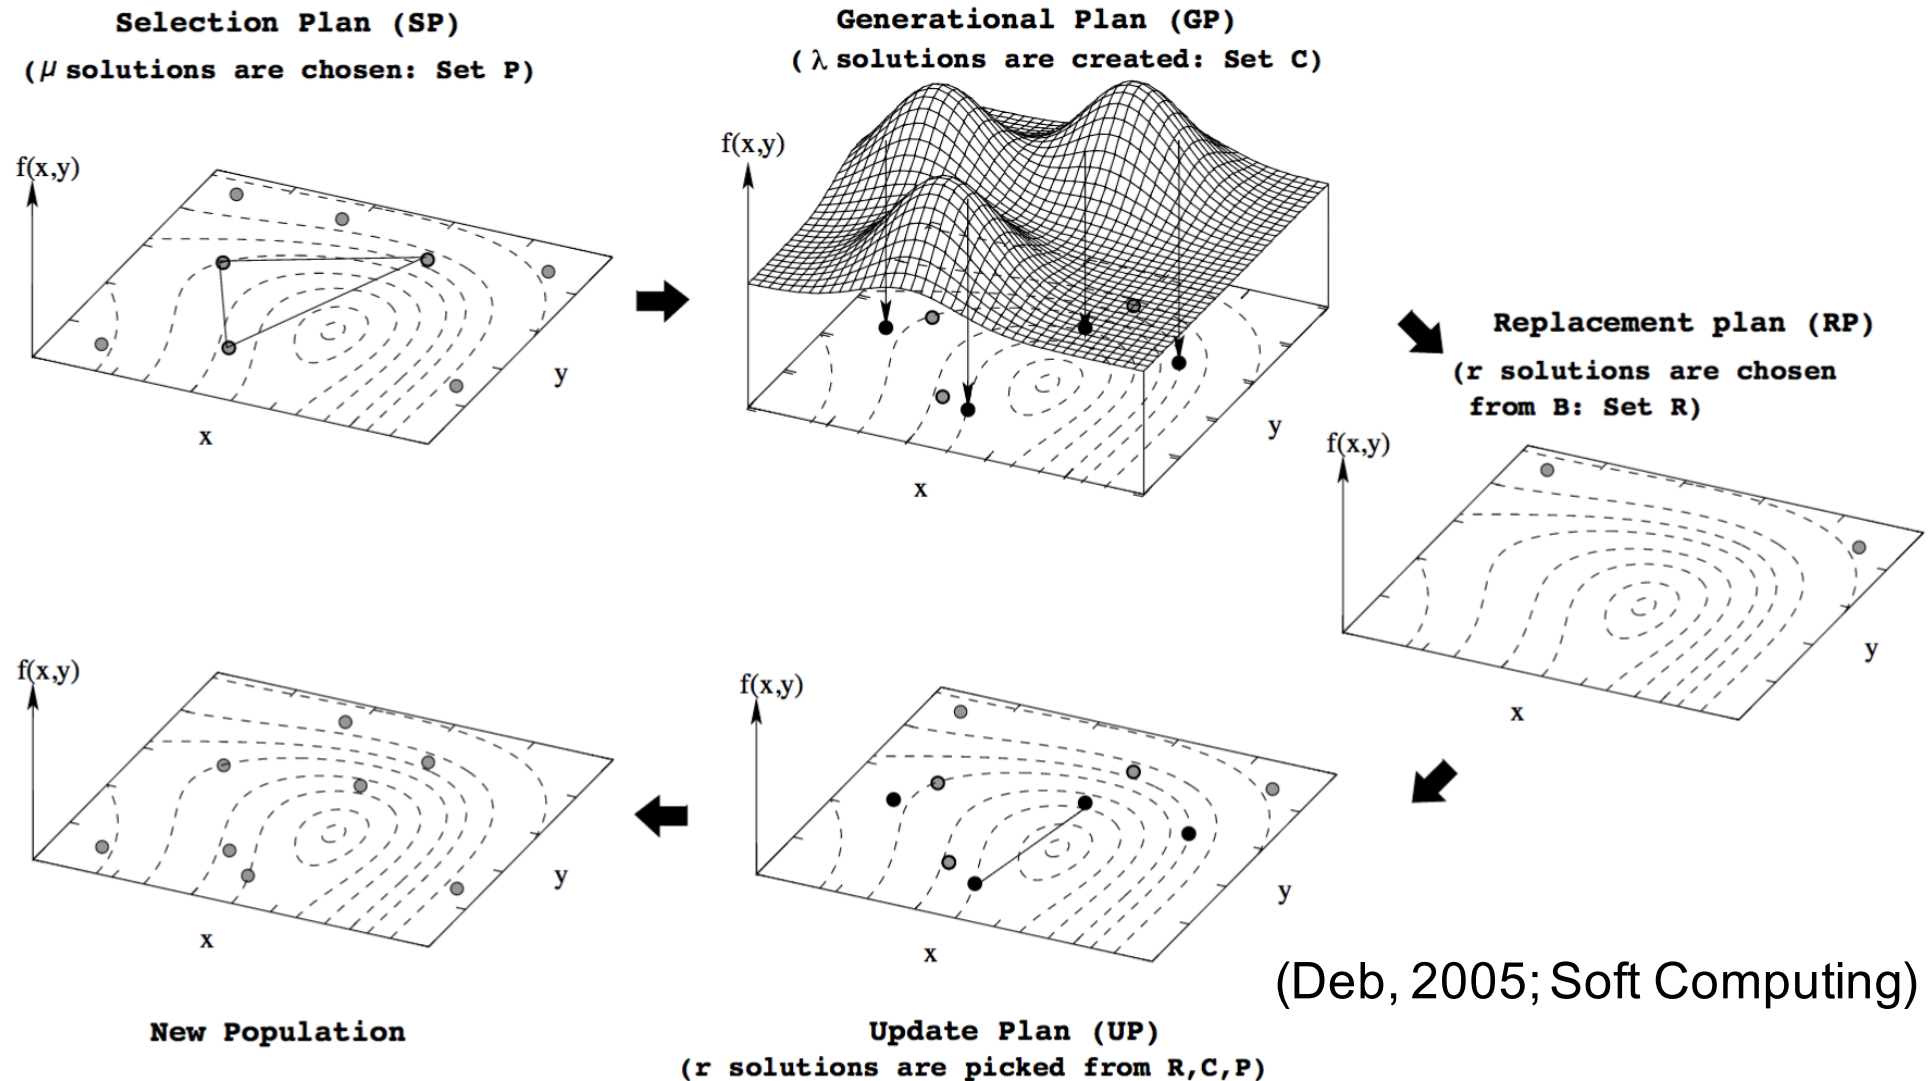 Selection Plan (SP)
(μ solutions are chosen: Set P)
f(x,y)
y
x
Generational Plan (GP)
(λ solutions are created: Set C)
f(x,y)
y
x
Replacement plan (RP)
(r solutions are chosen
from B: Set R)
f(x,y)
y
x
f(x,y)
y
x
Update Plan (UP)
(r solutions are picked from R,C,P)
f(x,y)
y
x
New Population
(Deb, 2005; Soft Computing)